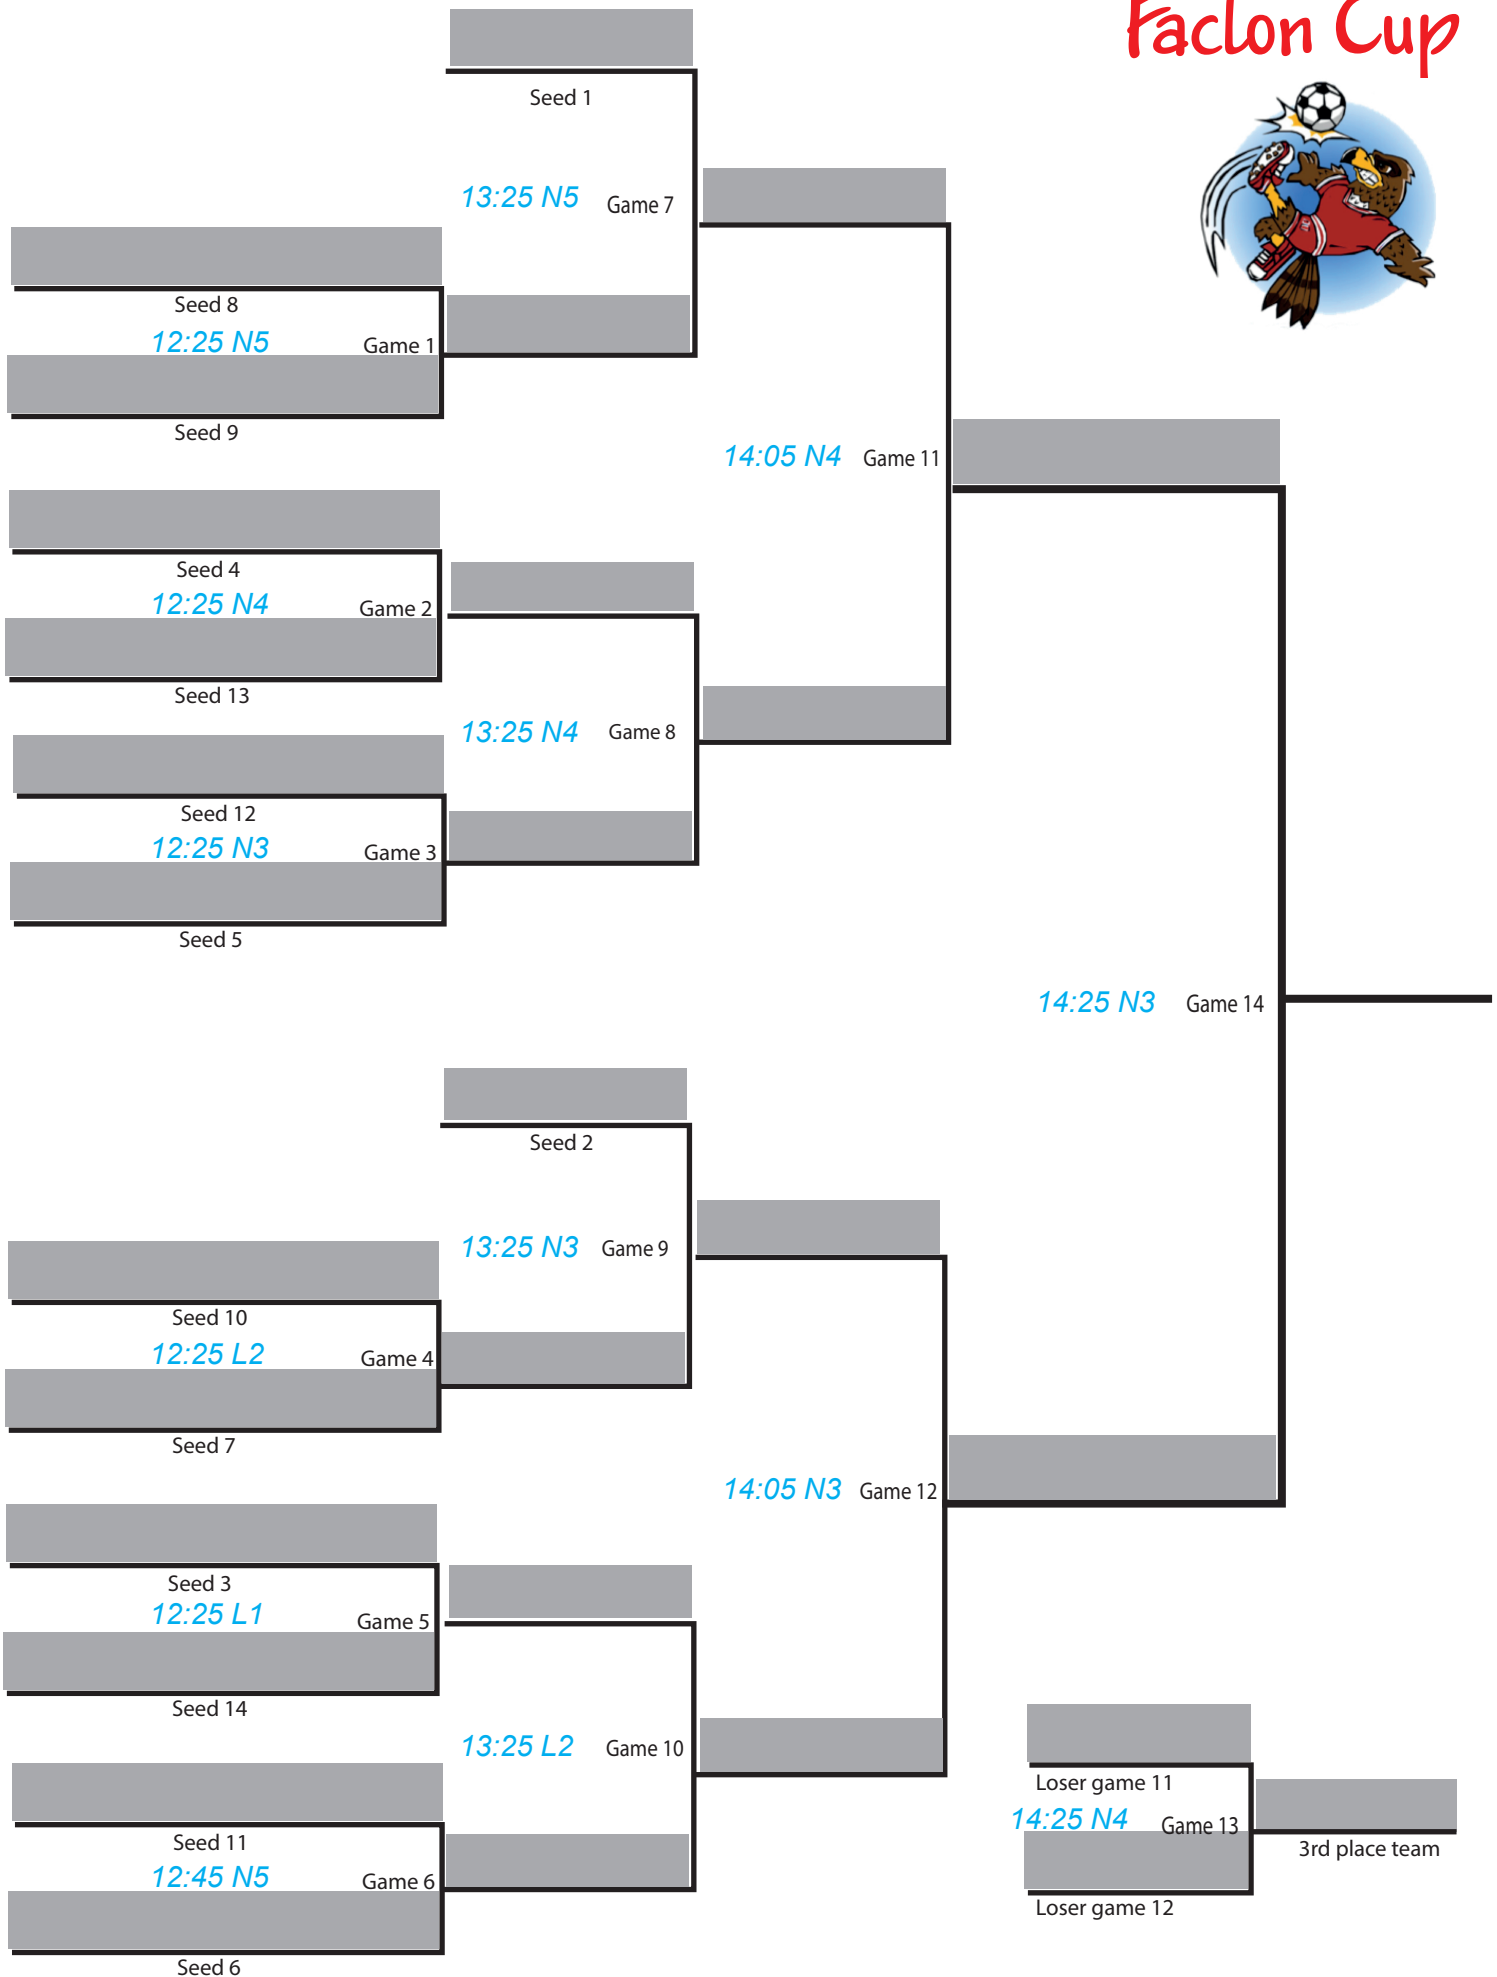 Faclon Cup
Seed 1
13:25 N5 Game 7
Seed 8
12:25 N5 Game 1
Seed 9
14:05 N4 Game 11
Seed 4
12:25 N4 Game 2
Seed 13
13:25 N4 Game 8
Seed 12
12:25 N3 Game 3
Seed 5
14:25 N3 Game 14
Seed 2
13:25 N3 Game 9
Seed 10
12:25 L2 Game 4
Seed 7
14:05 N3 Game 12
Seed 3
12:25 L1 Game 5
Seed 14
13:25 L2 Game 10
Seed 11
12:45 N5 Game 6
Seed 6
Loser game 11
14:25 N4 Game 13
3rd place team
Loser game 12